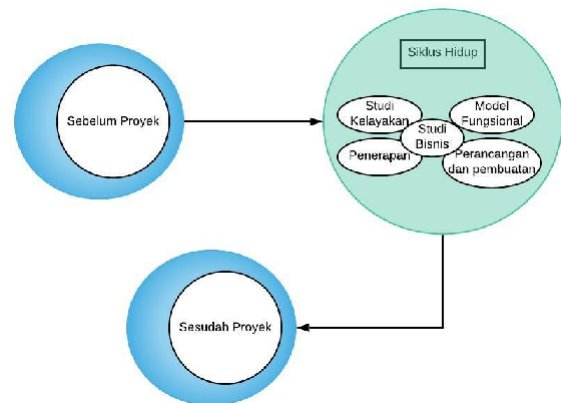 Sebelum Proyek
Siklus Hidup
Studi
Kelayakan
Model
Fungsional
Studi
Bisnis
Penerapan
Perancangan
dan pembuatan
Sesudah Proyek